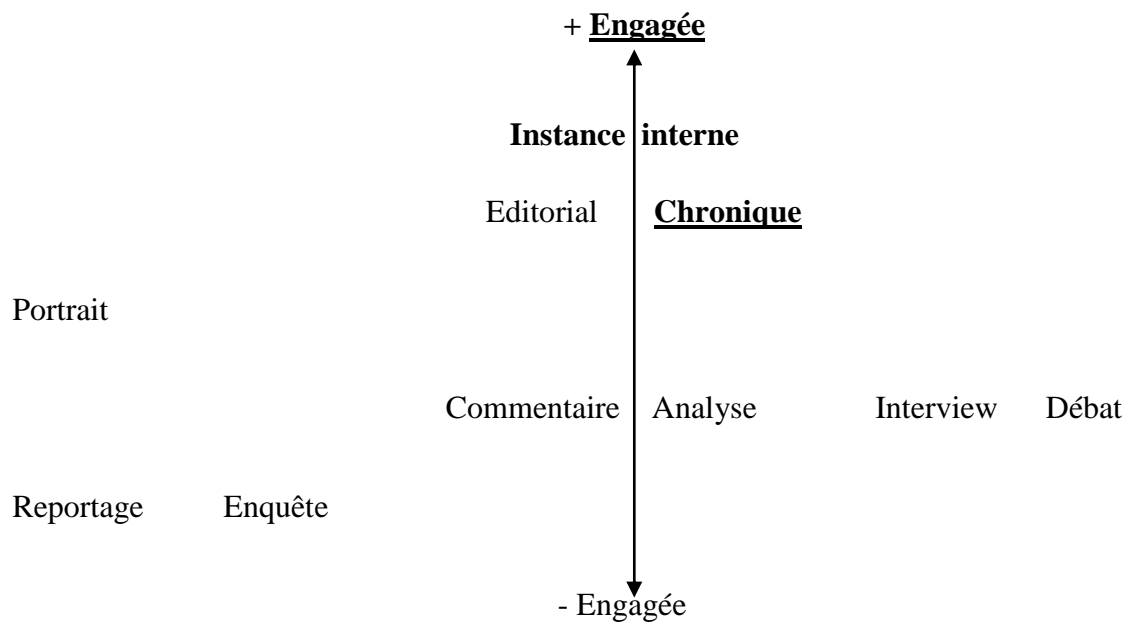 + Engagée
Instance interne
Editorial Chronique
Portrait
Commentaire Analyse Interview Débat
Reportage Enquête
- Engagée